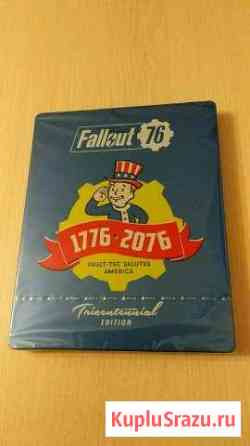 Fallout 76
1776 · 2076
VAULT-TEC SALUTES
AMERICA
Tricentennial
EDITION
KupluSrazu.ru